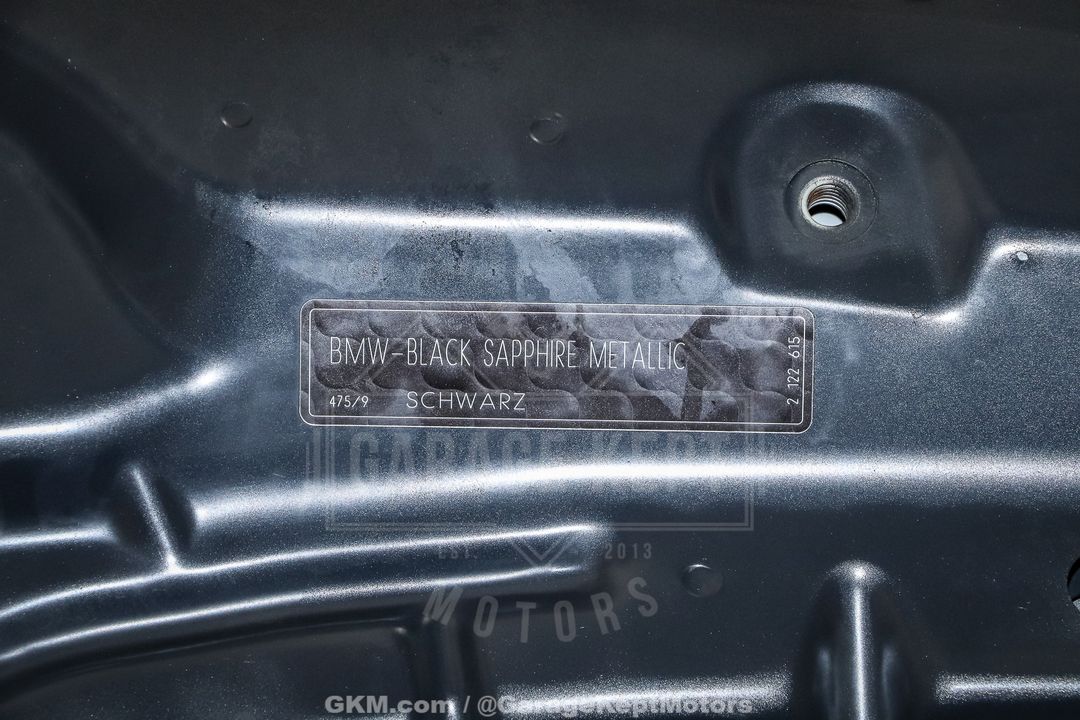 BMW-BLACK SAPPHIRE METALLIC
475/9 SCHWARZ
2 122 615
GARAGE KEPT
EST. 2013
MOTORS
GKM.com / @GarageKeptMotors